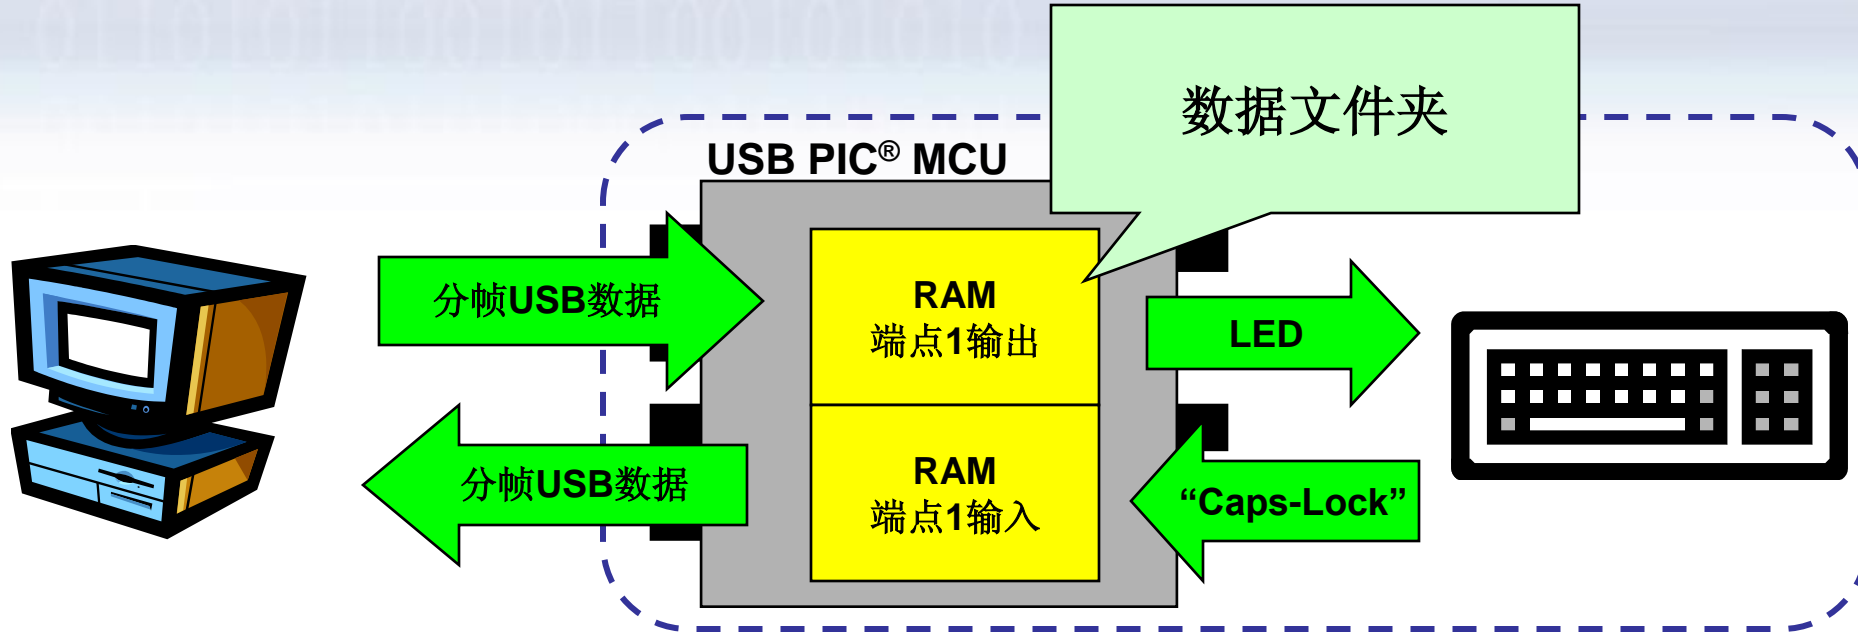 数据文件夹
USB PIC® MCU
分帧USB数据
RAM
端点1输出
LED
分帧USB数据
RAM
端点1输入
“Caps-Lock”